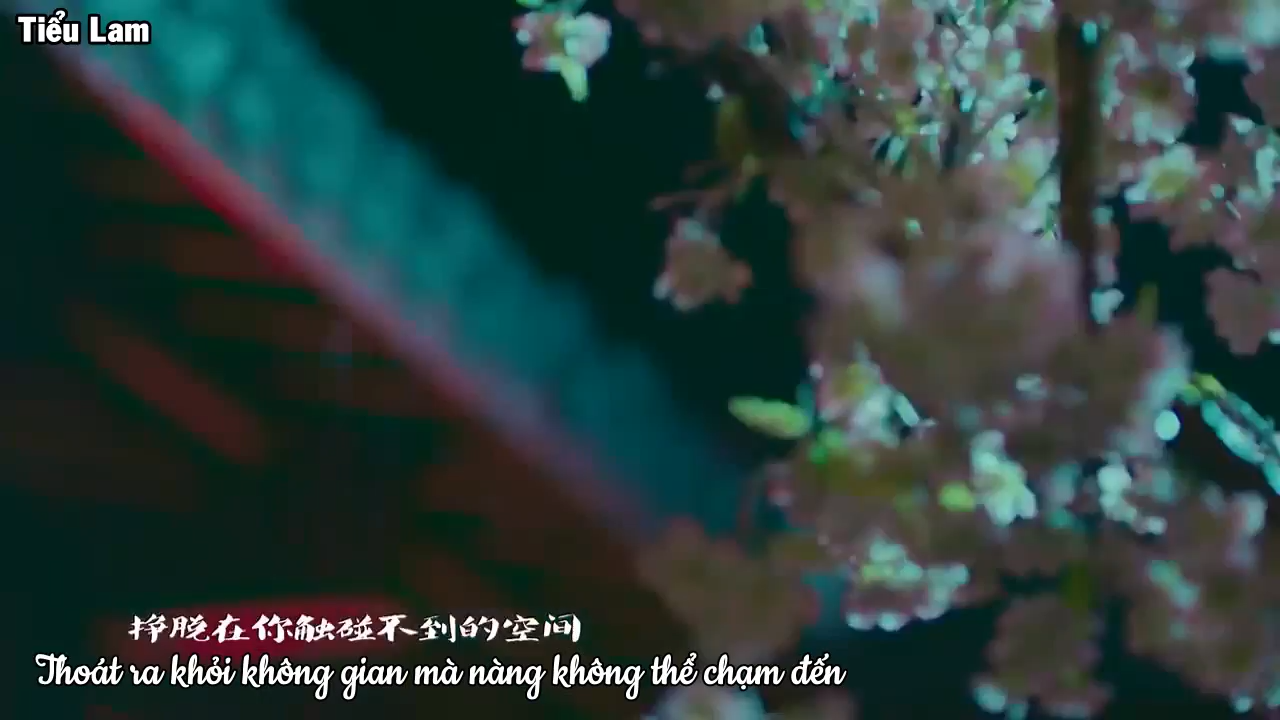 Tiểu Lam
挣脱在你触碰不到的空间
Thoát ra khỏi không gian mà nàng không thể chạm đến